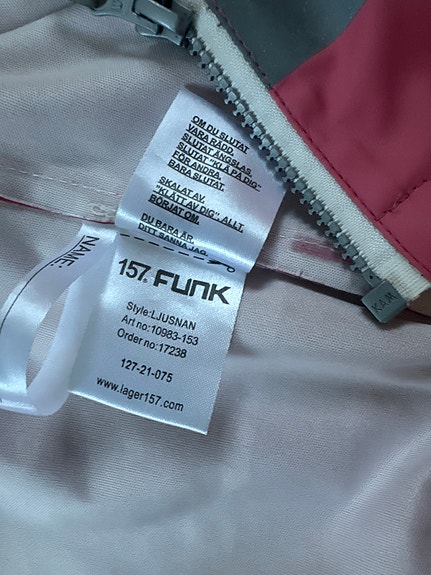 OM DU SLUTAT
VARA RÄDD.
SLUTAT ÄNGSLAS.
SLUTAT "KLÄ PÅ DIG"
FÖR ANDRA.
BARA SLUTAT.
SKALAT AV.
"KLÄTT AV DIG" ALLT.
BÖRJAT OM.
DU BARA ÄR.
DITT SANNA JAG.
NAME:
157. FUNK
Style:LJUSNAN
Art no:10983-153
Order no:17238
127-21-075
www.lager157.com
KAM